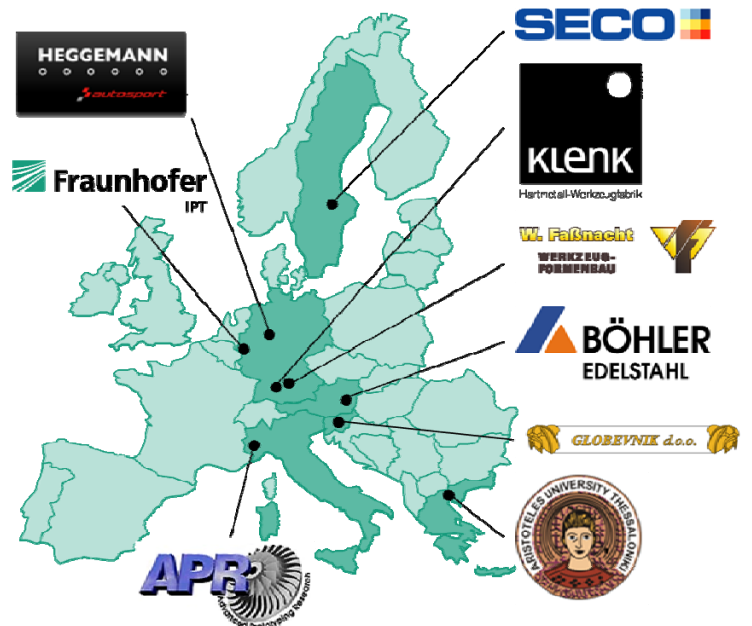 HEGGEMANN
autosport
Fraunhofer
IPT
SECO
KLENK
Hartmetall-Werkzeugfabrik
W. Faßnacht
WERKZEUG-
FORMENBAU
BÖHLER
EDELSTAHL
GLOBEVNIK d.o.o.
ARISTOTELES UNIVERSITY THESSALONIKI
APR
Advanced Prototyping Research